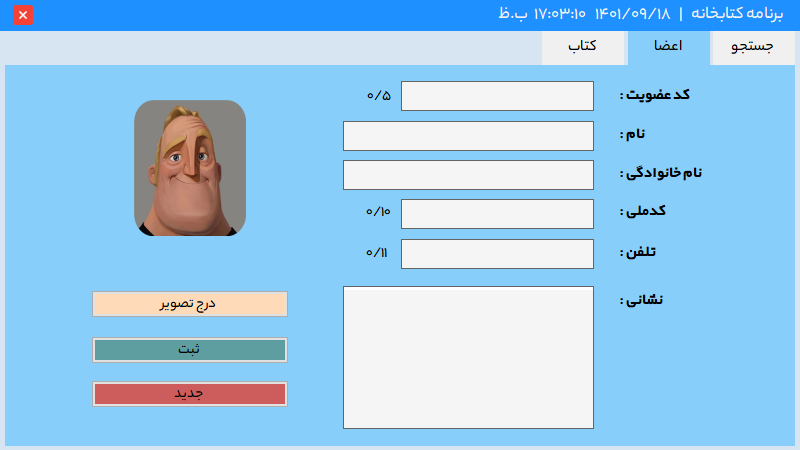 برنامه کتابخانه | ۱۴۰۱/۰۹/۱۸ ۱۷:۰۳:۱۰ ب.ظ
جستجو
اعضا
کتاب
کد عضویت :
۰/۵
نام :
نام خانوادگی :
کدملی :
۰/۱۰
تلفن :
۰/۱۱
نشانی :
درج تصویر
ثبت
جدید